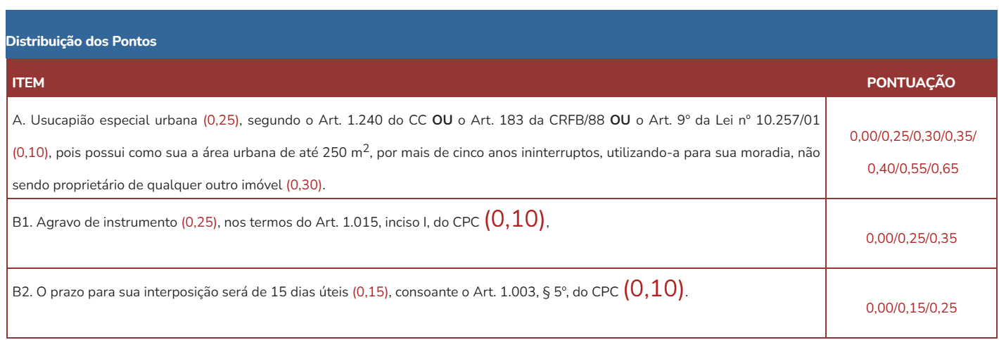 Distribuição dos Pontos
ITEM PONTUAÇÃO
A. Usucapião especial urbana (0,25), segundo o Art. 1.240 do CC OU o Art. 183 da CRFB/88 OU o Art. 9º da Lei nº 10.257/01
(0,10), pois possui como sua a área urbana de até 250 m2, por mais de cinco anos ininterruptos, utilizando-a para sua moradia, não
sendo proprietário de qualquer outro imóvel (0,30).
0,00/0,25/0,30/0,35/
0,40/0,55/0,65
B1. Agravo de instrumento (0,25), nos termos do Art. 1.015, inciso I, do CPC (0,10),
0,00/0,25/0,35
B2. O prazo para sua interposição será de 15 dias úteis (0,15), consoante o Art. 1.003, § 5º, do CPC (0,10).
0,00/0,15/0,25